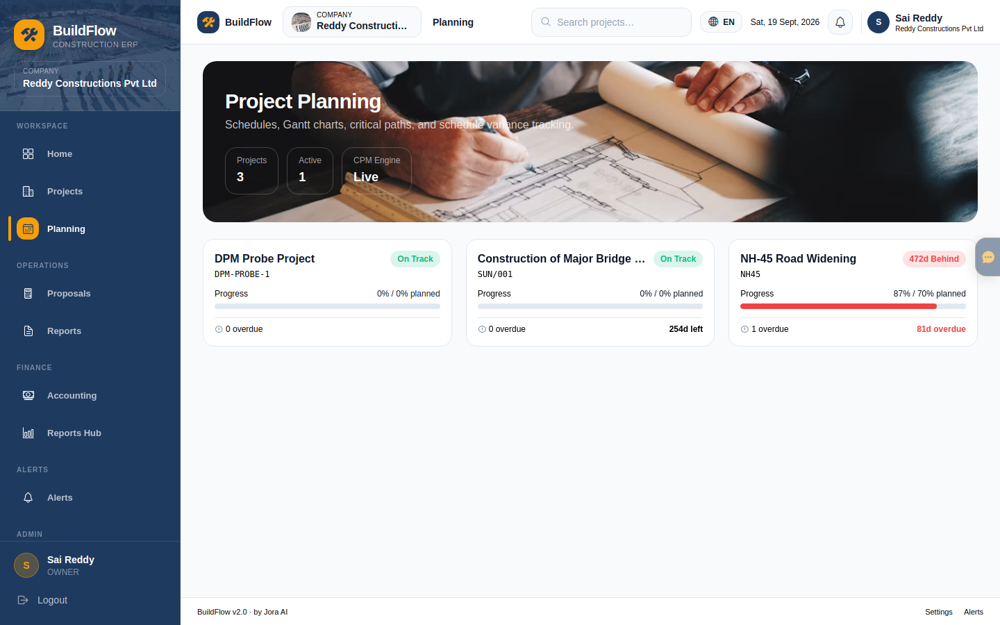 BuildFlow
CONSTRUCTION ERP
COMPANY
Reddy Constructions Pvt Ltd
WORKSPACE
Home
Projects
Planning
OPERATIONS
Proposals
Reports
FINANCE
Accounting
Reports Hub
ALERTS
Alerts
ADMIN
S
Sai Reddy
OWNER
Logout
BuildFlow
COMPANY
Reddy Constructi...
Planning
Search projects...
EN
Sat, 19 Sept, 2026
S
Sai Reddy
Reddy Constructions Pvt Ltd
Project Planning
Schedules, Gantt charts, critical paths, and schedule variance tracking.
Projects
3
Active
1
CPM Engine
Live
DPM Probe Project
On Track
DPM-PROBE-1
Progress
0% / 0% planned
0 overdue
Construction of Major Bridge ...
On Track
SUN/001
Progress
0% / 0% planned
0 overdue
254d left
NH-45 Road Widening
472d Behind
NH45
Progress
87% / 70% planned
1 overdue
81d overdue
BuildFlow v2.0 · by Jora AI
Settings
Alerts